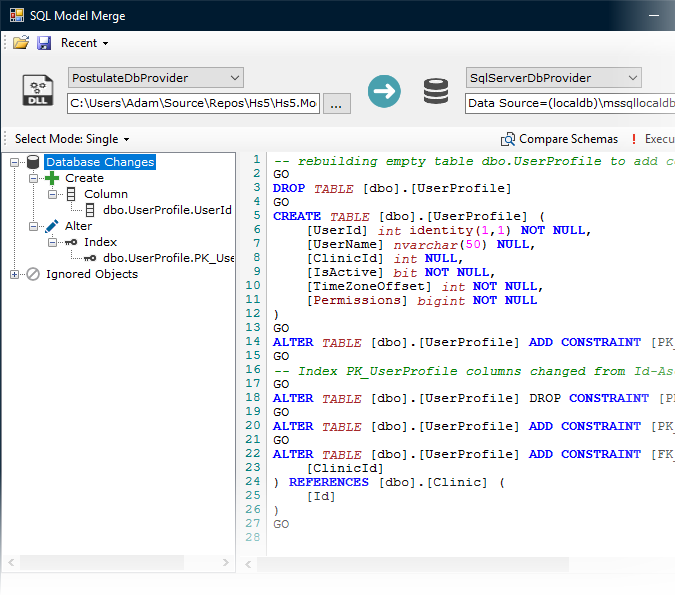 SQL Model Merge
Recent
PostulateDbProvider
SqlServerDbProvider
DLL
C:\Users\Adam\Source\Repos\Hs5\Hs5.Mo
...
Data Source=(localdb)\mssqllocaldb
Select Mode: Single
Compare Schemas
! Execu
Database Changes
Create
Column
dbo.UserProfile.UserId
Alter
Index
dbo.UserProfile.PK_Use
Ignored Objects
1 -- rebuilding empty table dbo.UserProfile to add c
2 GO
3 DROP TABLE [dbo].[UserProfile]
4 GO
5 CREATE TABLE [dbo].[UserProfile] (
6 [UserId] int identity(1,1) NOT NULL,
7 [UserName] nvarchar(50) NULL,
8 [ClinicId] int NULL,
9 [IsActive] bit NOT NULL,
10 [TimeZoneOffset] int NOT NULL,
11 [Permissions] bigint NOT NULL
12 )
13 GO
14 ALTER TABLE [dbo].[UserProfile] ADD CONSTRAINT [PK_
15 GO
16 -- Index PK_UserProfile columns changed from Id-As
17 GO
18 ALTER TABLE [dbo].[UserProfile] DROP CONSTRAINT [P
19 GO
20 ALTER TABLE [dbo].[UserProfile] ADD CONSTRAINT [PK_
21 GO
22 ALTER TABLE [dbo].[UserProfile] ADD CONSTRAINT [FK_
23 [ClinicId]
24 ) REFERENCES [dbo].[Clinic] (
25 [Id]
26 )
27 GO
28